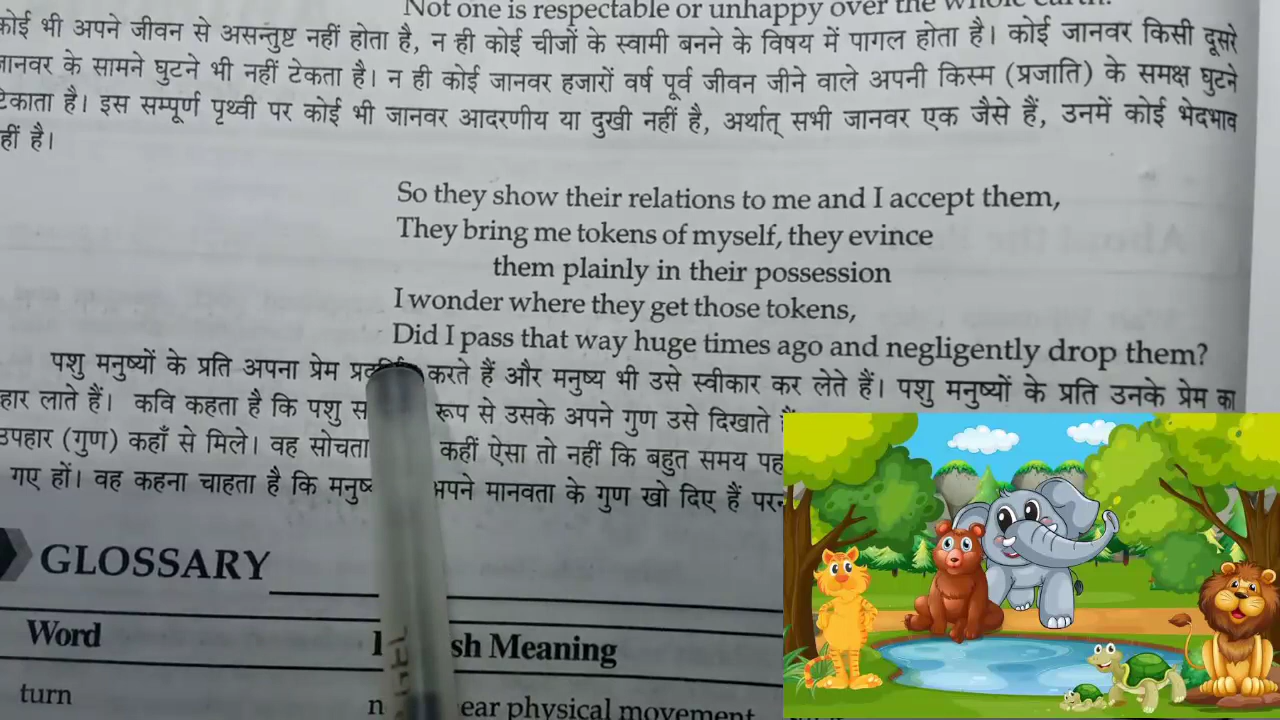 Not one is respectable or unhappy over the whole earth.
कोई भी अपने जीवन से असन्तुष्ट नहीं होता है, न ही कोई चीजों के स्वामी बनने के विषय में पागल होता है। कोई जानवर किसी दूसरे
जानवर के सामने घुटने भी नहीं टेकता है। न ही कोई जानवर हजारों वर्ष पूर्व जीवन जीने वाले अपनी किस्म (प्रजाति) के समक्ष घुटने
टेकाता है। इस सम्पूर्ण पृथ्वी पर कोई भी जानवर आदरणीय या दुखी नहीं है, अर्थात् सभी जानवर एक जैसे हैं, उनमें कोई भेदभाव
हीं है।
So they show their relations to me and I accept them,
They bring me tokens of myself, they evince
them plainly in their possession
I wonder where they get those tokens,
Did I pass that way huge times ago and negligently drop them?
पशु मनुष्यों के प्रति अपना प्रेम करते हैं और मनुष्य भी उसे स्वीकार कर लेते हैं। पशु मनुष्यों के प्रति उनके प्रेम का
हार लाते हैं। कवि कहता है कि पशु रूप से उसके अपने गुण उसे दिखाते
उपहार (गुण) कहाँ से मिले। वह सोचता कहीं ऐसा तो नहीं कि बहुत समय
गए हों। वह कहना चाहता है कि अपने मानवता के गुण खो दिए हैं
GLOSSARY
Word sh Meaning
turn ear physical movement